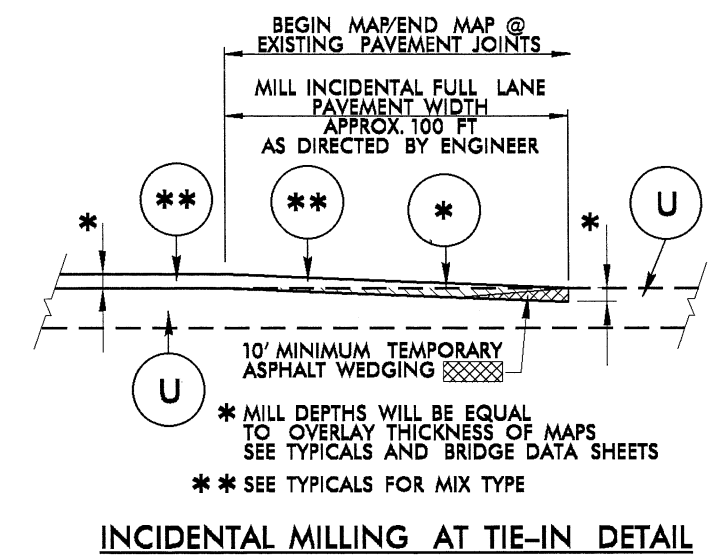 BEGIN MAP/END MAP @
EXISTING PAVEMENT JOINTS
MILL INCIDENTAL FULL LANE
PAVEMENT WIDTH
APPROX. 100 FT
AS DIRECTED BY ENGINEER
* ** ** * * U
U
10' MINIMUM TEMPORARY
ASPHALT WEDGING
* MILL DEPTHS WILL BE EQUAL
TO OVERLAY THICKNESS OF MAPS
SEE TYPICALS AND BRIDGE DATA SHEETS
** SEE TYPICALS FOR MIX TYPE
INCIDENTAL MILLING AT TIE-IN DETAIL